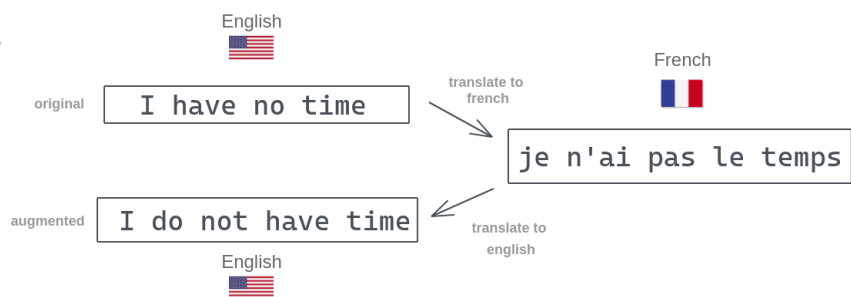 English
original
I have no time
translate to
french
French
je n'ai pas le temps
augmented
I do not have time
translate to
english
English